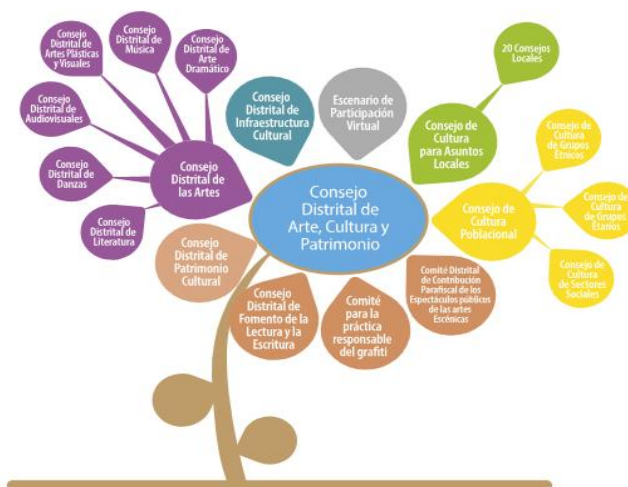 Consejo
Distrital de
Artes Plásticas
y Visuales
Consejo
Distrital de
Música
Consejo
Distrital
de Arte
Dramático
20 Consejos
Locales
Consejo
Distrital de
Audiovisuales
Consejo
Distrital de
Infraestructura
Cultural
Escenario de
Participación
Virtual
Consejo
de Cultura
para Asuntos
Locales
Consejo de
Cultura
de Grupos
Étnicos
Consejo
Distrital de
Danzas
Consejo
Distrital de
las Artes
Consejo
Distrital de
Arte, Cultura y
Patrimonio
Consejo de
Cultura
Poblacional
Consejo de
Cultura
de Grupos
Etarios
Consejo
Distrital de
Literatura
Consejo
Distrital de
Patrimonio
Cultural
Consejo
Distrital de
Fomento de la
Lectura y la
Escritura
Comité
para la
práctica
responsable
del grafiti
Comité Distrital
de Contribución
Parafiscal de los
Espectáculos públicos
de las artes
Escénicas
Consejo de
Cultura
de Sectores
Sociales